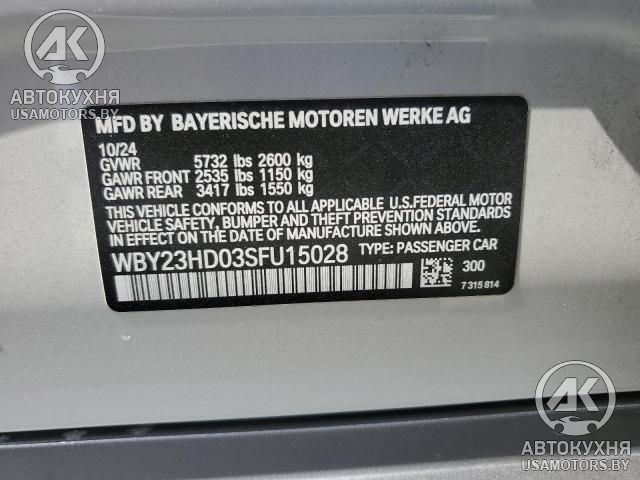 AK
АВТОКУХНЯ
USAMOTORS.BY
MFD BY BAYERISCHE MOTOREN WERKE AG
10/24
GVWR 5732 lbs 2600 kg
GAWR FRONT 2535 lbs 1150 kg
GAWR REAR 3417 lbs 1550 kg
THIS VEHICLE CONFORMS TO ALL APPLICABLE U.S.FEDERAL MOTOR
VEHICLE SAFETY, BUMPER AND THEFT PREVENTION STANDARDS
IN EFFECT ON THE DATE OF MANUFACTURE SHOWN ABOVE.
WBY23HD03SFU15028 TYPE: PASSENGER CAR
300
7 315 814
AK
АВТОКУХНЯ
USAMOTORS.BY